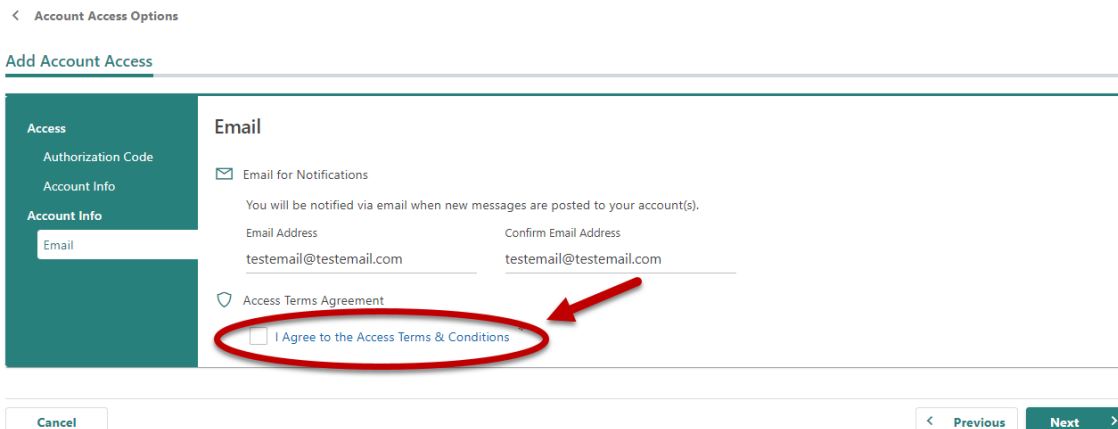 Account Access Options
Add Account Access
Access
Authorization Code
Account Info
Account Info
Email
Email
Email for Notifications
You will be notified via email when new messages are posted to your account(s).
Email Address Confirm Email Address
testemail@testemail.com testemail@testemail.com
Access Terms Agreement
I Agree to the Access Terms & Conditions
Cancel Previous Next